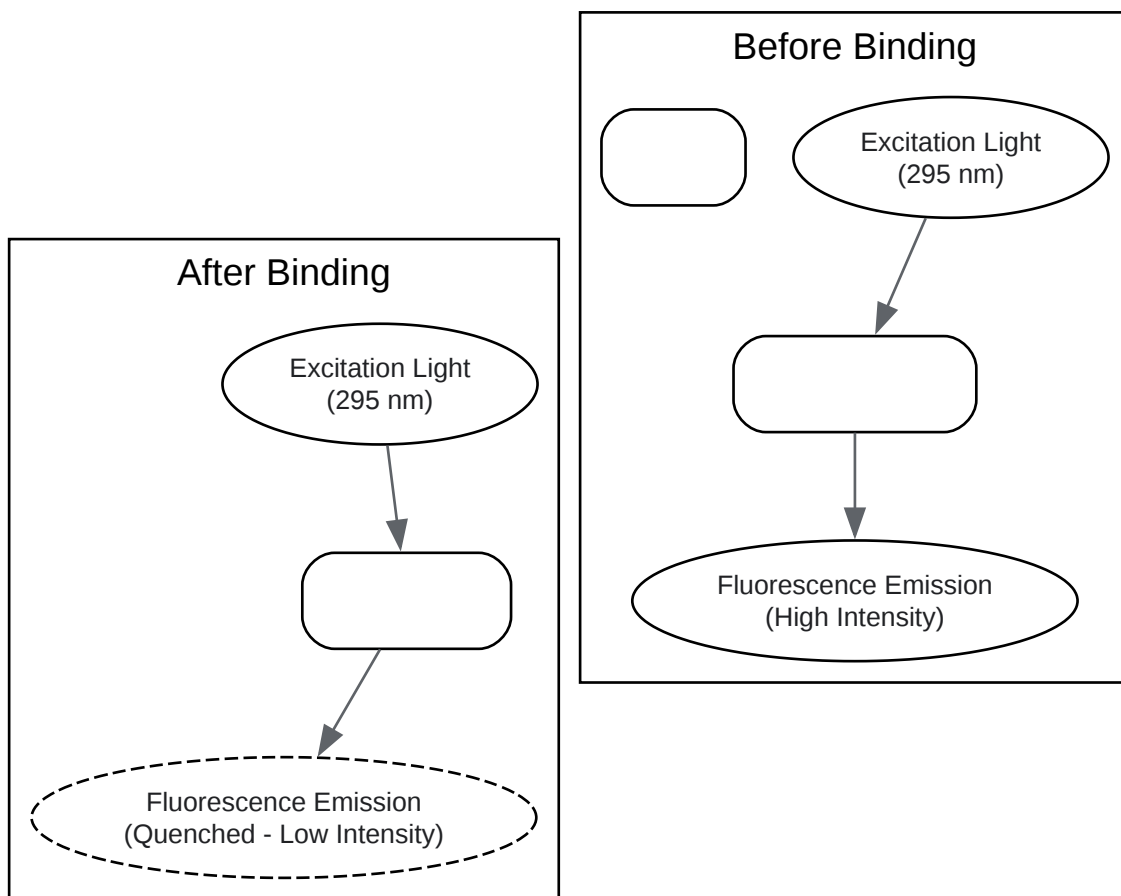 Before Binding
Excitation Light
(295 nm)
Fluorescence Emission
(High Intensity)
After Binding
Excitation Light
(295 nm)
Fluorescence Emission
(Quenched - Low Intensity)